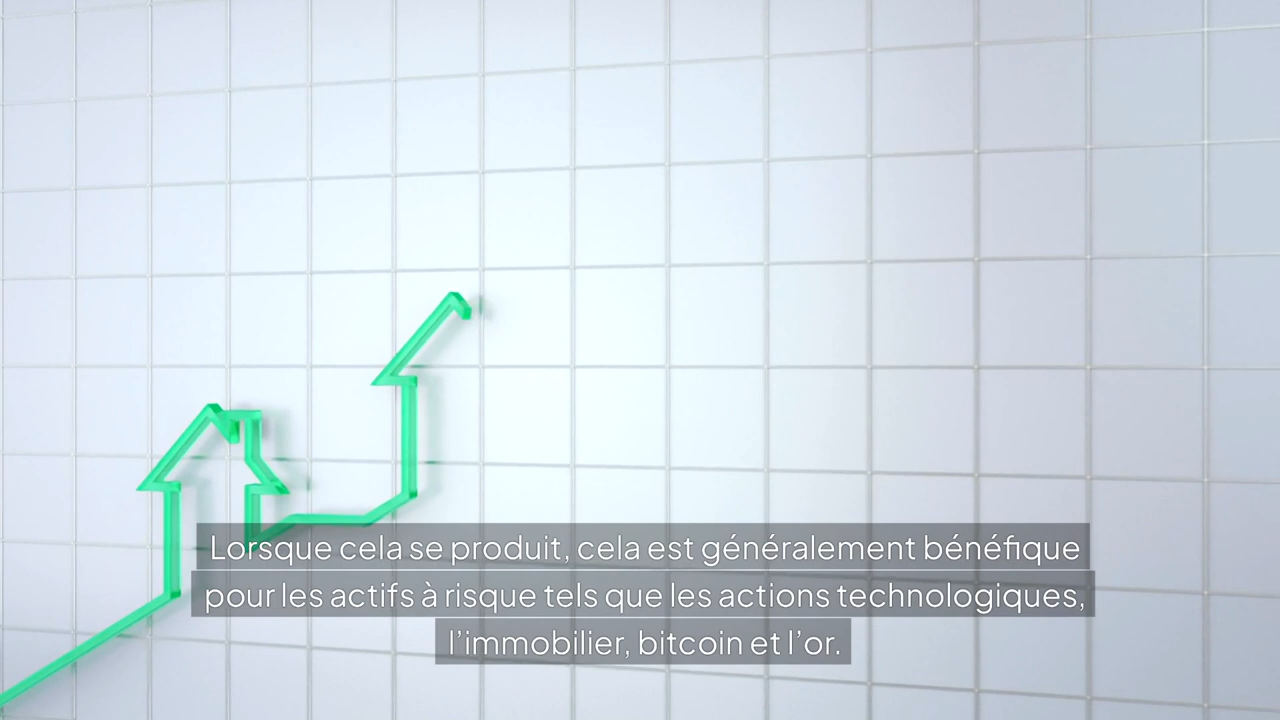 Lorsque cela se produit, cela est généralement bénéfique
pour les actifs à risque tels que les actions technologiques,
l’immobilier, bitcoin et l’or.